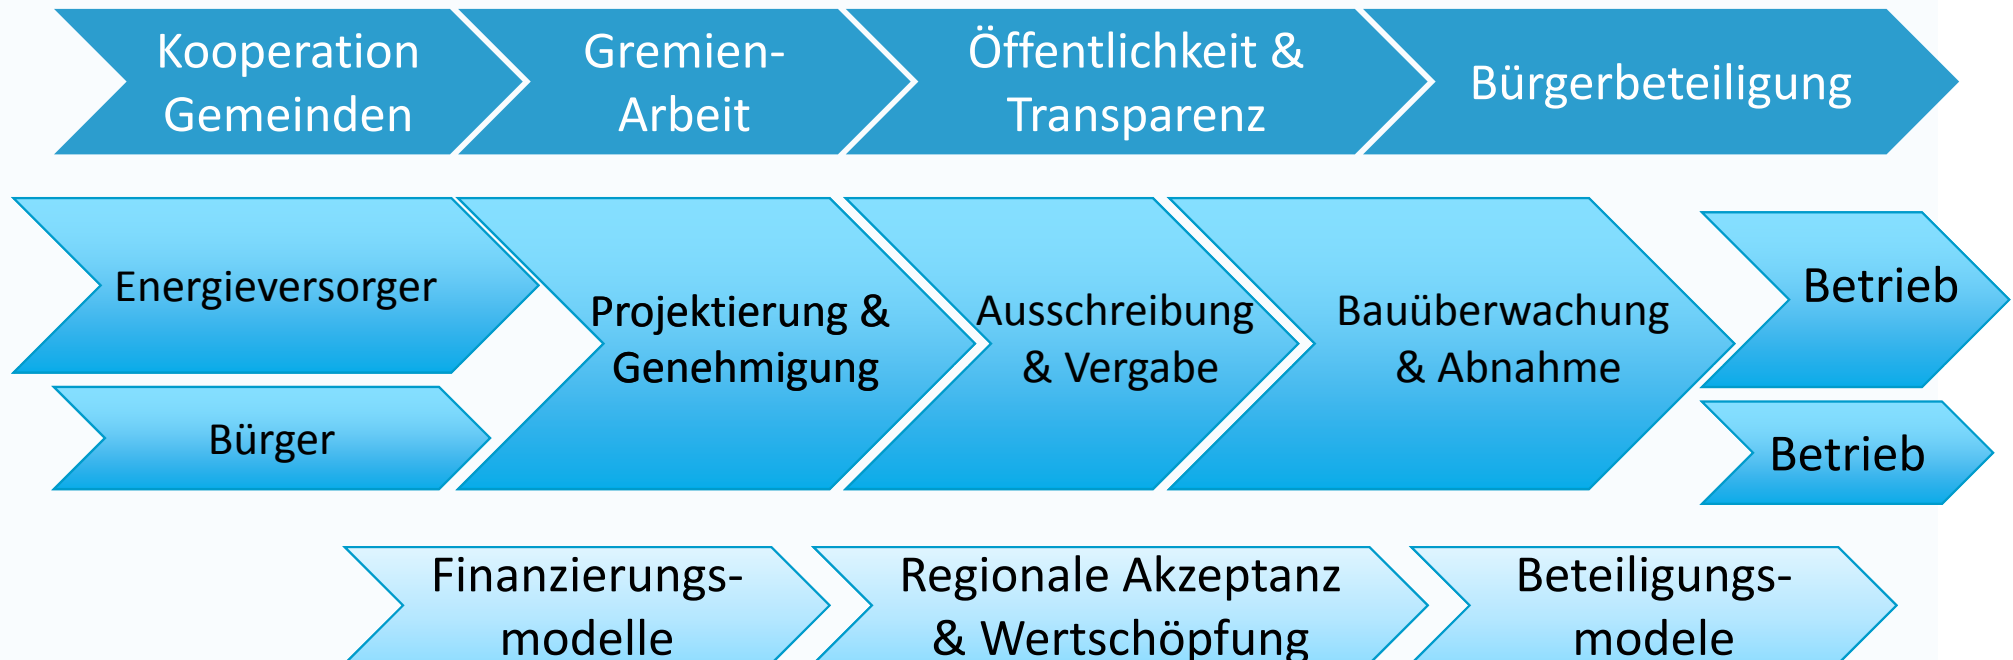 Kooperation
Gemeinden
Gremien-
Arbeit
Öffentlichkeit &
Transparenz
Bürgerbeteiligung
Energieversorger
Bürger
Projektierung &
Genehmigung
Ausschreibung
& Vergabe
Bauüberwachung
& Abnahme
Betrieb
Betrieb
Finanzierungs-
modelle
Regionale Akzeptanz
& Wertschöpfung
Beteiligungs-
modele